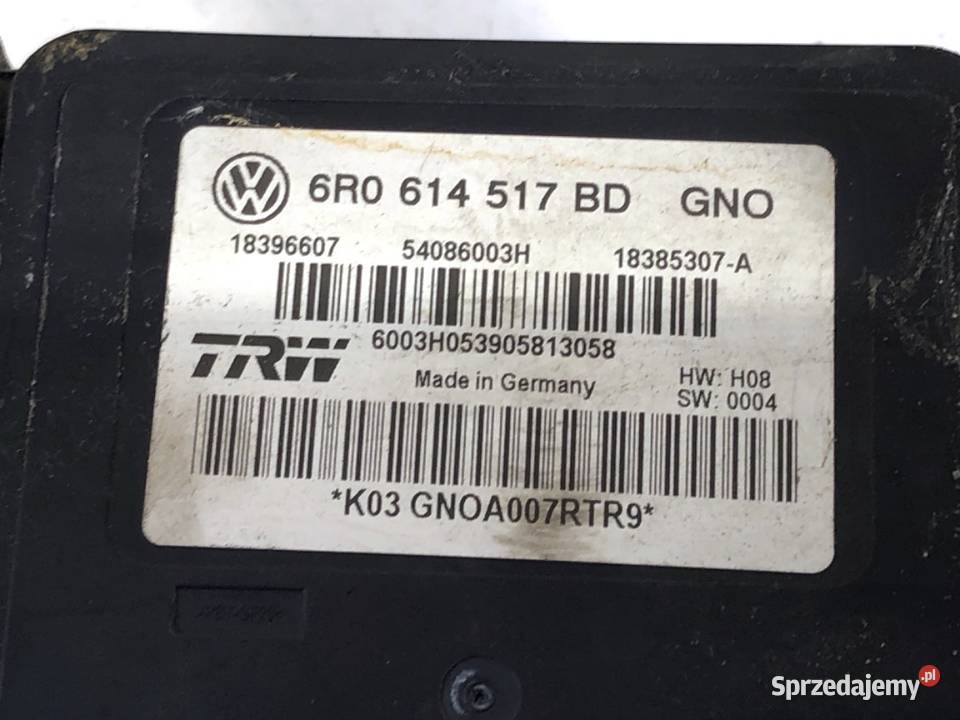 6R0 614 517 BD GNO
18396607 54086003H 18385307-A
6003H053905813058
TRW
Made in Germany
HW: H08
SW: 0004
*K03 GNOA007RTR9*
Sprzedajemy.pl